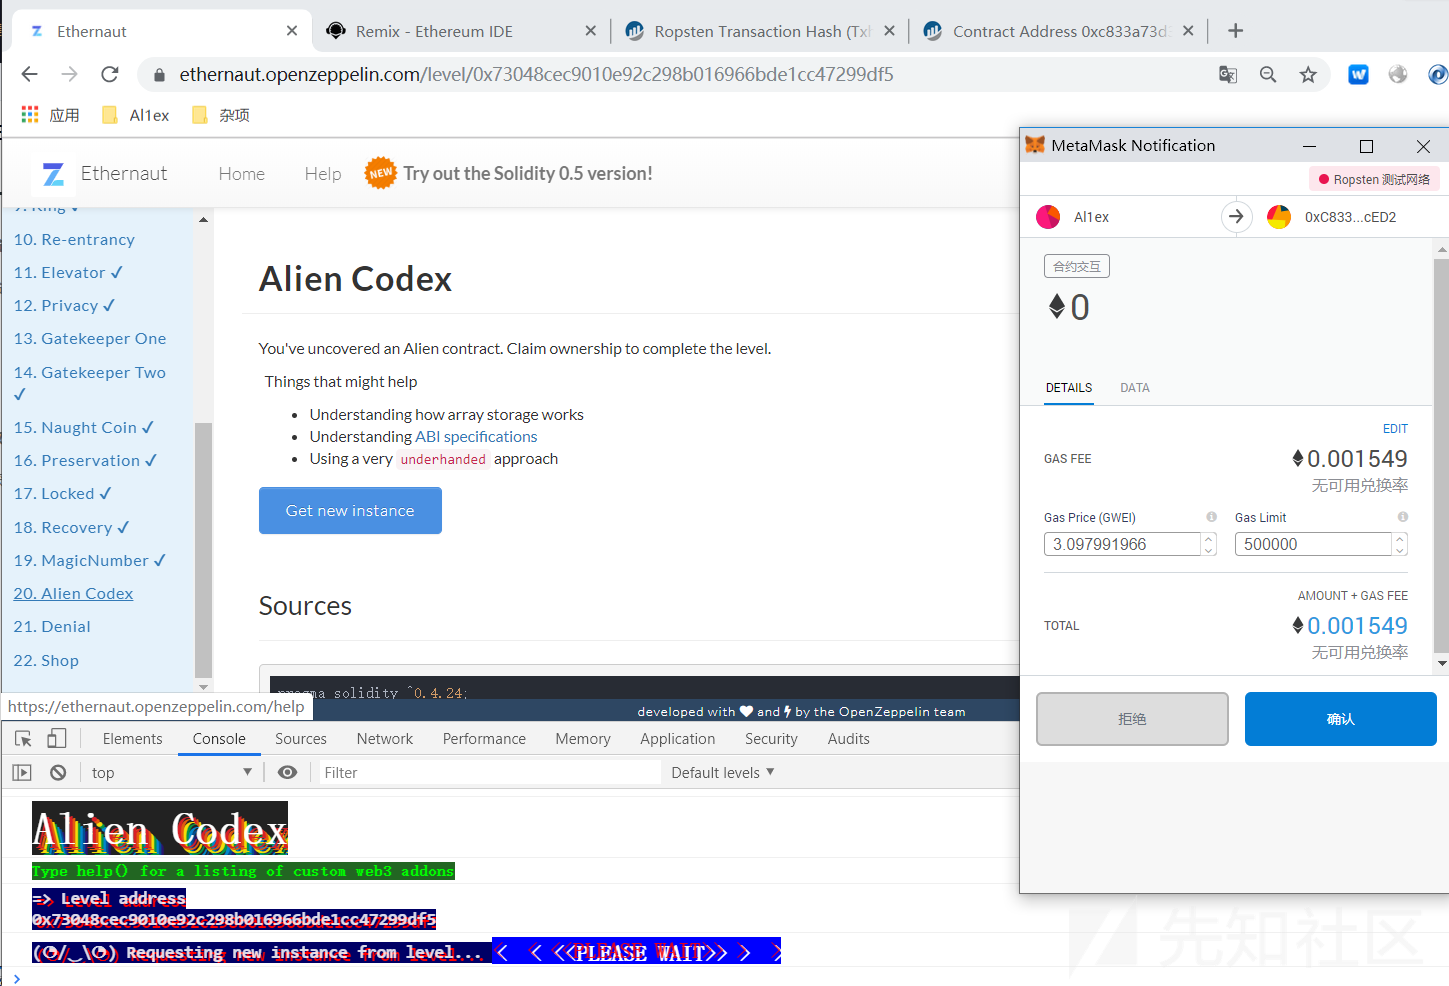 Ethernaut
Remix - Ethereum IDE
Ropsten Transaction Hash (Txh
Contract Address 0xc833a73d
ethernaut.openzeppelin.com/level/0x73048cec9010e92c298b016966bde1cc47299df5
应用
Al1ex
杂项
Ethernaut
Home
Help
NEW
Try out the Solidity 0.5 version!
9. King ✓
10. Re-entrancy
11. Elevator ✓
12. Privacy ✓
13. Gatekeeper One
14. Gatekeeper Two
✓
15. Naught Coin ✓
16. Preservation ✓
17. Locked ✓
18. Recovery ✓
19. MagicNumber ✓
20. Alien Codex
21. Denial
22. Shop
https://ethernaut.openzeppelin.com/help
Alien Codex
You've uncovered an Alien contract. Claim ownership to complete the level.
Things that might help
• Understanding how array storage works
• Understanding ABI specifications
• Using a very underhanded approach
Get new instance
Sources
pragma solidity ^0.4.24;
developed with ❤ and ⚡ by the OpenZeppelin team
MetaMask Notification
Ropsten 测试网络
Al1ex
0xC833...cED2
合约交互
0
DETAILS
DATA
EDIT
GAS FEE
0.001549
无可用兑换率
Gas Price (GWEI)
Gas Limit
3.097991966
500000
AMOUNT + GAS FEE
TOTAL
0.001549
无可用兑换率
拒绝
确认
Elements
Console
Sources
Network
Performance
Memory
Application
Security
Audits
top
Filter
Default levels
Alien Codex
Type help() for a listing of custom web3 addons
=> Level address
0x73048cec9010e92c298b016966bde1cc47299df5
(◔/‿\◔) Requesting new instance from level... < < <<PLEASE WAIT>> > >
先知社区